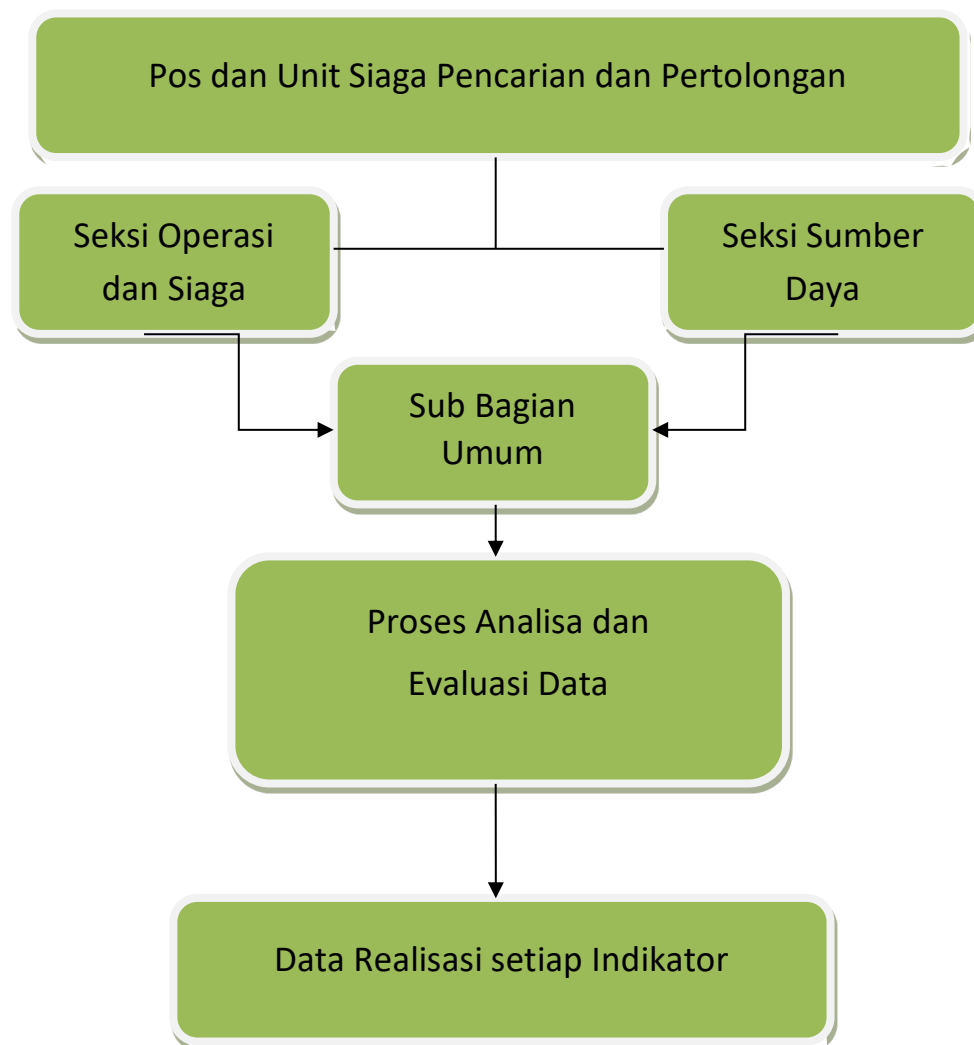 Pos dan Unit Siaga Pencarian dan Pertolongan
Seksi Operasi
dan Siaga
Seksi Sumber
Daya
Sub Bagian
Umum
Proses Analisa dan
Evaluasi Data
Data Realisasi setiap Indikator